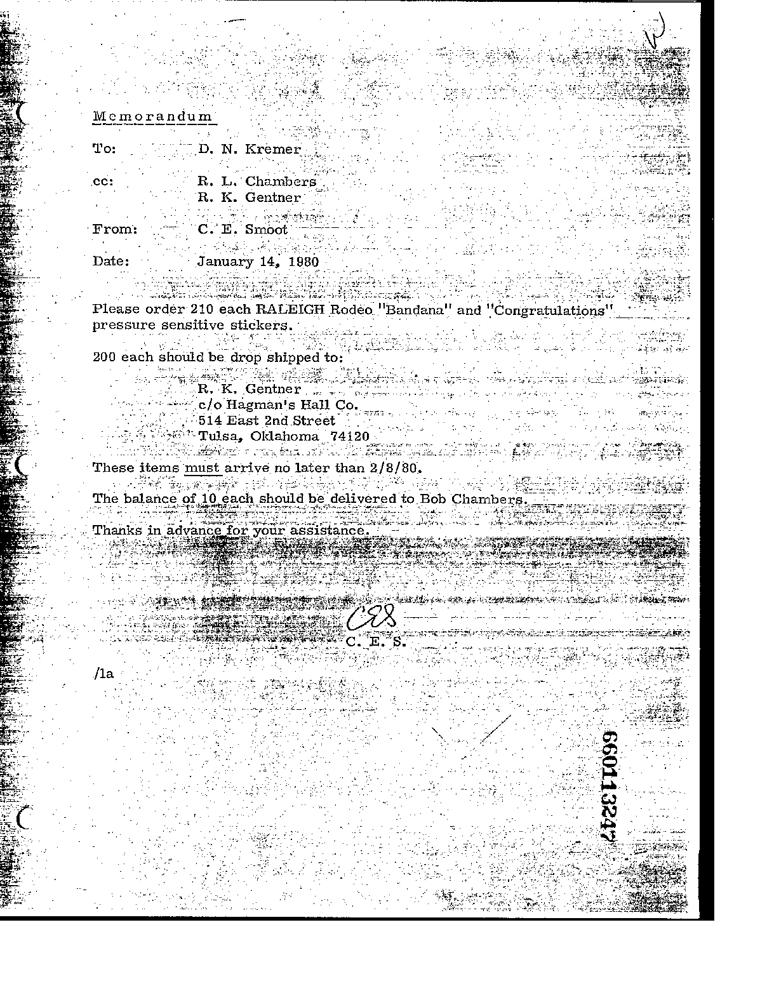 W
Memorandum
To: D. N. Kremer
cc: R. L. Chambers
R. K. Gentner
From: C. E. Smoot
Date: January 14, 1980
Please order 210 each RALEIGH Rodeo "Bandana" and "Congratulations"
pressure sensitive stickers.
200 each should be drop shipped to:
R. K. Gentner
c/o Hagman's Hall Co.
514 East 2nd Street
Tulsa, Oklahoma 74120
These items must arrive no later than 2/8/80.
The balance of 10 each should be delivered to Bob Chambers.
Thanks in advance for your assistance.
CES
C. E. S.
/la
660113247